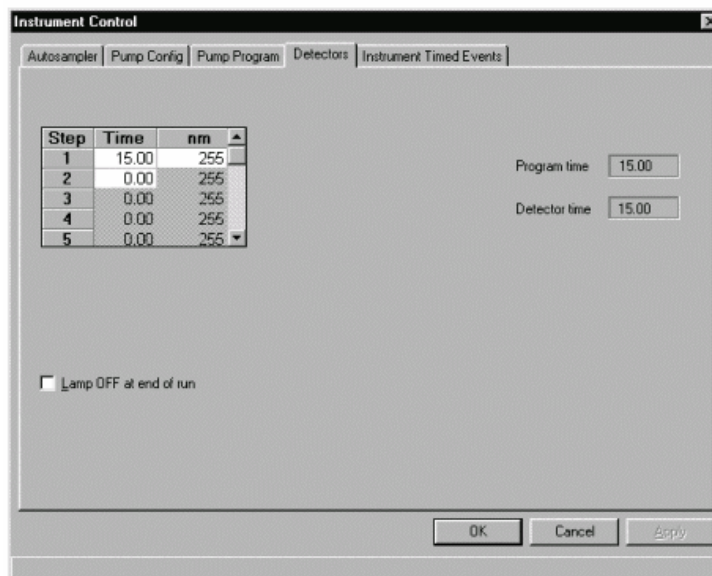 Instrument Control
Autosampler Pump Config Pump Program Detectors Instrument Timed Events
Step Time nm
1 15.00 255
2 0.00 255
3 0.00 255
4 0.00 255
5 0.00 255
Program time 15.00
Detector time 15.00
Lamp OFF at end of run
OK Cancel Apply